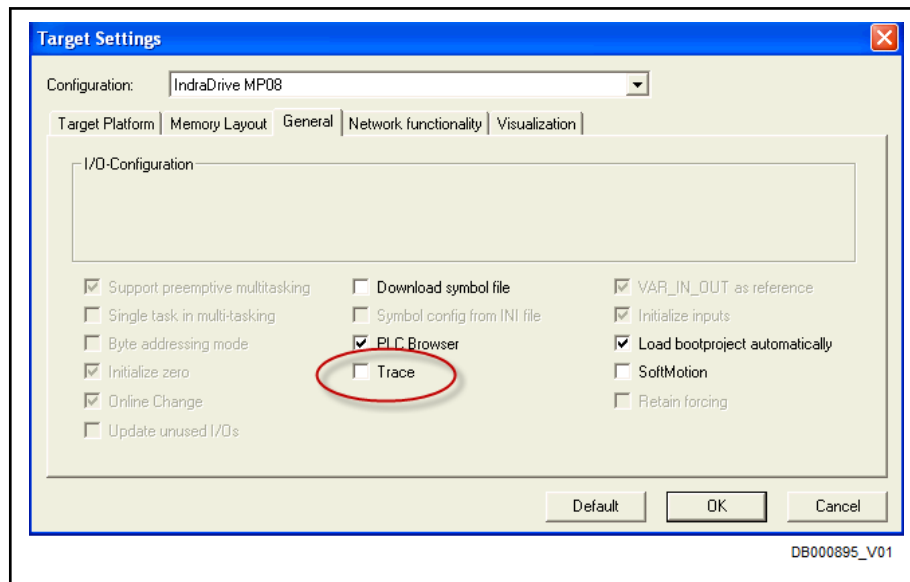 Target Settings
Configuration: IndraDrive MP08
Target Platform Memory Layout General Network functionality Visualization
I/O-Configuration
Support preemptive multitasking Download symbol file VAR_IN_OUT as reference
Single task in multi-tasking Symbol config from INI file Initialize inputs
Byte addressing mode PLC Browser Load bootproject automatically
Initialize zero Trace SoftMotion
Online Change Retain forcing
Update unused I/Os
Default OK Cancel
DB000895_V01